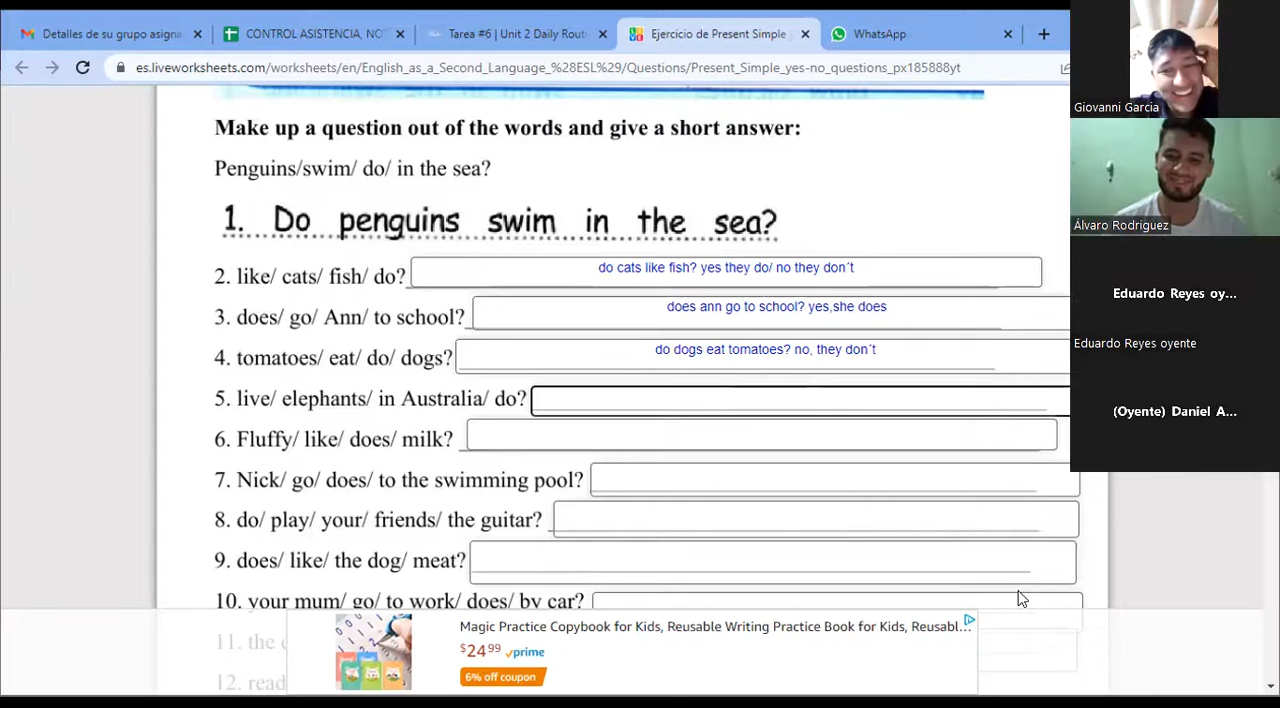 Detalles de su grupo asigna
CONTROL ASISTENCIA, NOT
Tarea #6 | Unit 2 Daily Rout
Ejercicio de Present Simple
WhatsApp
es.liveworksheets.com/worksheets/en/English_as_a_Second_Language_%28ESL%29/Questions/Present_Simple_yes-no_questions_px185888yt
Giovanni Garcia
Make up a question out of the words and give a short answer:
Penguins/swim/ do/ in the sea?
1. Do penguins swim in the sea?
Álvaro Rodriguez
2. like/ cats/ fish/ do? do cats like fish? yes they do/ no they don´t
Eduardo Reyes oy...
3. does/ go/ Ann/ to school? does ann go to school? yes,she does
Eduardo Reyes oyente
4. tomatoes/ eat/ do/ dogs? do dogs eat tomatoes? no, they don´t
5. live/ elephants/ in Australia/ do?
(Oyente) Daniel A...
6. Fluffy/ like/ does/ milk?
7. Nick/ go/ does/ to the swimming pool?
8. do/ play/ your/ friends/ the guitar?
9. does/ like/ the dog/ meat?
10. your mum/ go/ to work/ does/ by car?
Magic Practice Copybook for Kids, Reusable Writing Practice Book for Kids, Reusabl...
11. the
$24.99 prime
6% off coupon
12. read